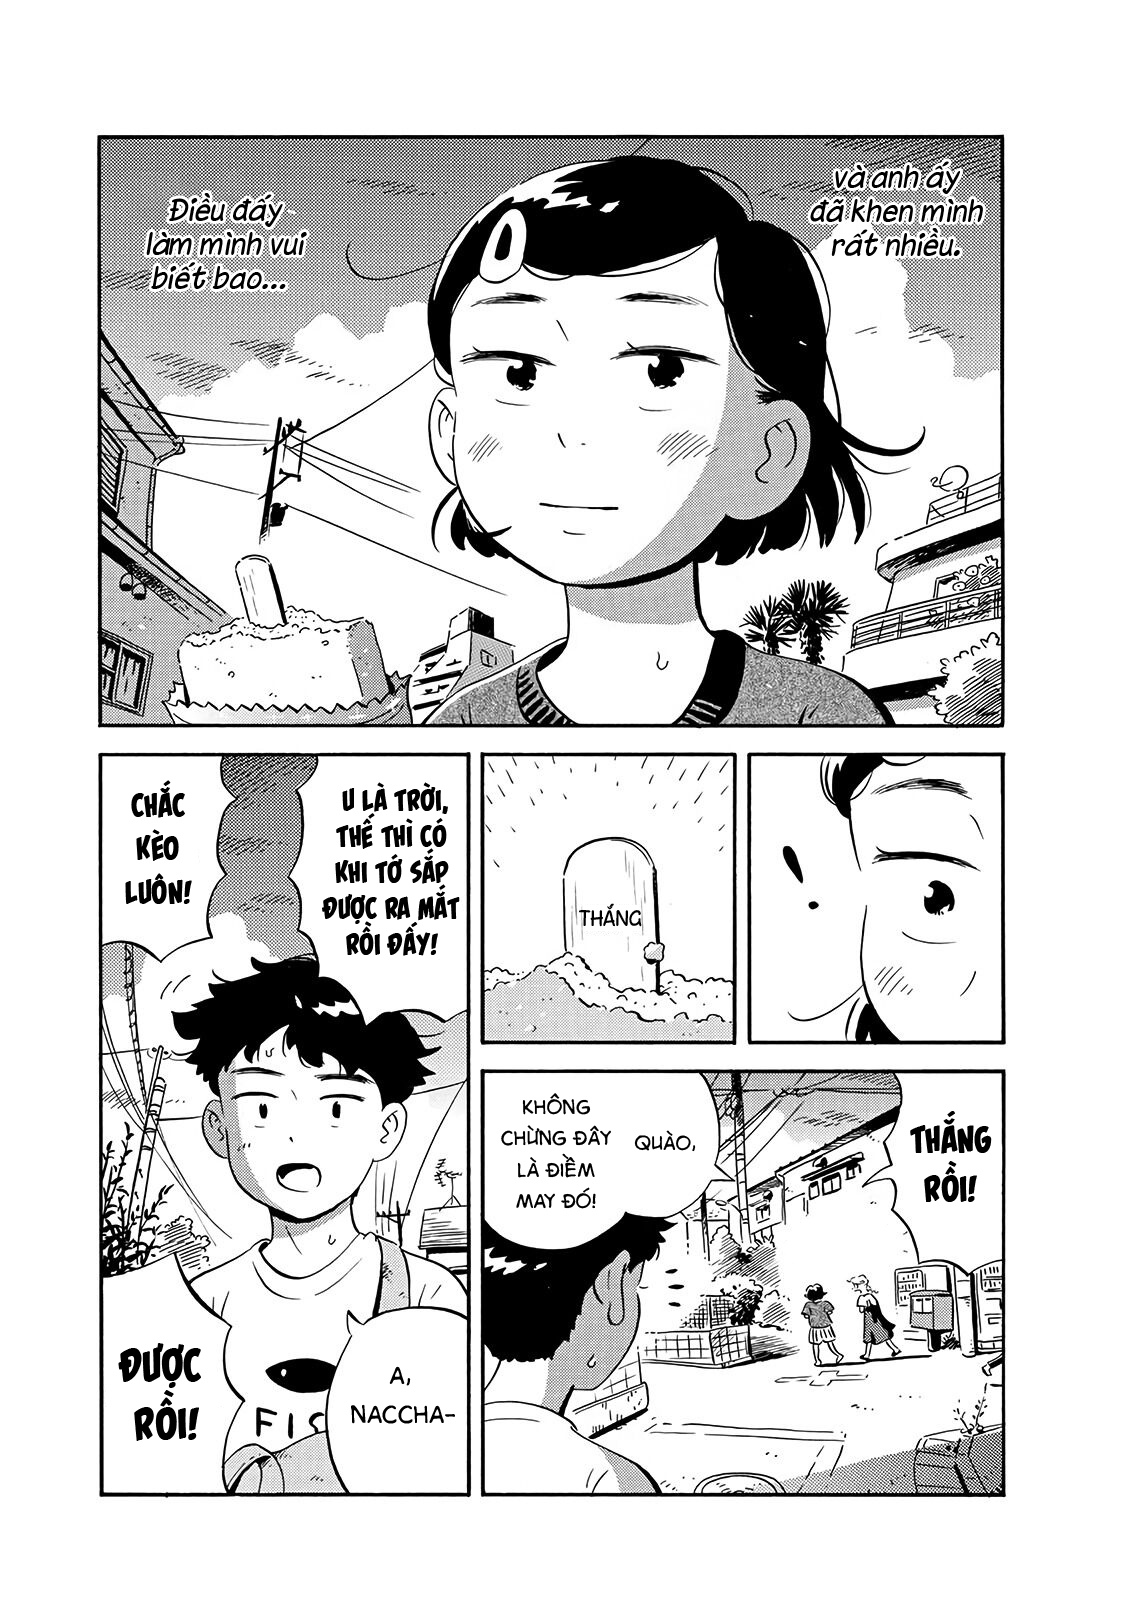 và anh ấy
đã khen mình
rất nhiều.
Điều đấy
làm mình vui
biết bao...
THẮNG
THẮNG
RỒI!
QUÀO,
KHÔNG
CHỪNG ĐÂY
LÀ ĐIỀM
MAY ĐÓ!
U LÀ TRỜI,
THẾ THÌ CÓ
KHI TỚ SẮP
ĐƯỢC RA MẮT
RỒI ĐẤY!
CHẮC
KÈO
LUÔN!
A,
NACCHA-
ĐƯỢC
RỒI!
FIS